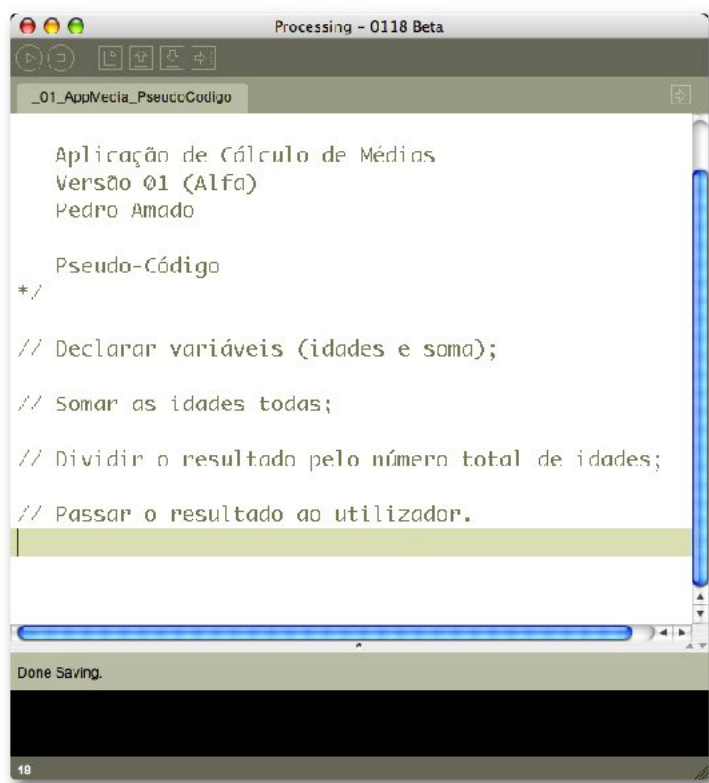 Processing – 0118 Beta
_01_AppMedia_PseudoCodigo
Aplicação de Cálculo de Médias
Versão 01 (Alfa)
Pedro Amado
Pseudo-Código
*/
// Declarar variáveis (idades e soma);
// Somar as idades todas;
// Dividir o resultado pelo número total de idades;
// Passar o resultado ao utilizador.
Done Saving.
18